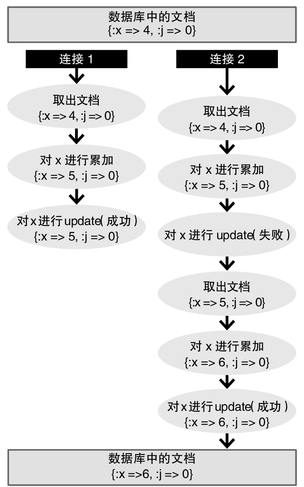 数据库中的文档
{:x => 4, :j => 0}
连接 1
取出文档
{:x => 4, :j => 0}
对 x 进行累加
{:x => 5, :j => 0}
对x进行update( 成功 )
{:x => 5, :j => 0}
连接 2
取出文档
{:x => 4, :j => 0}
对 x 进行累加
{:x => 5, :j => 0}
对 x 进行 update( 失败 )
取出文档
{:x => 5, :j => 0}
对 x 进行累加
{:x => 6, :j => 0}
对x进行update( 成功 )
{:x => 6, :j => 0}
数据库中的文档
{:x =>6, :j => 0}